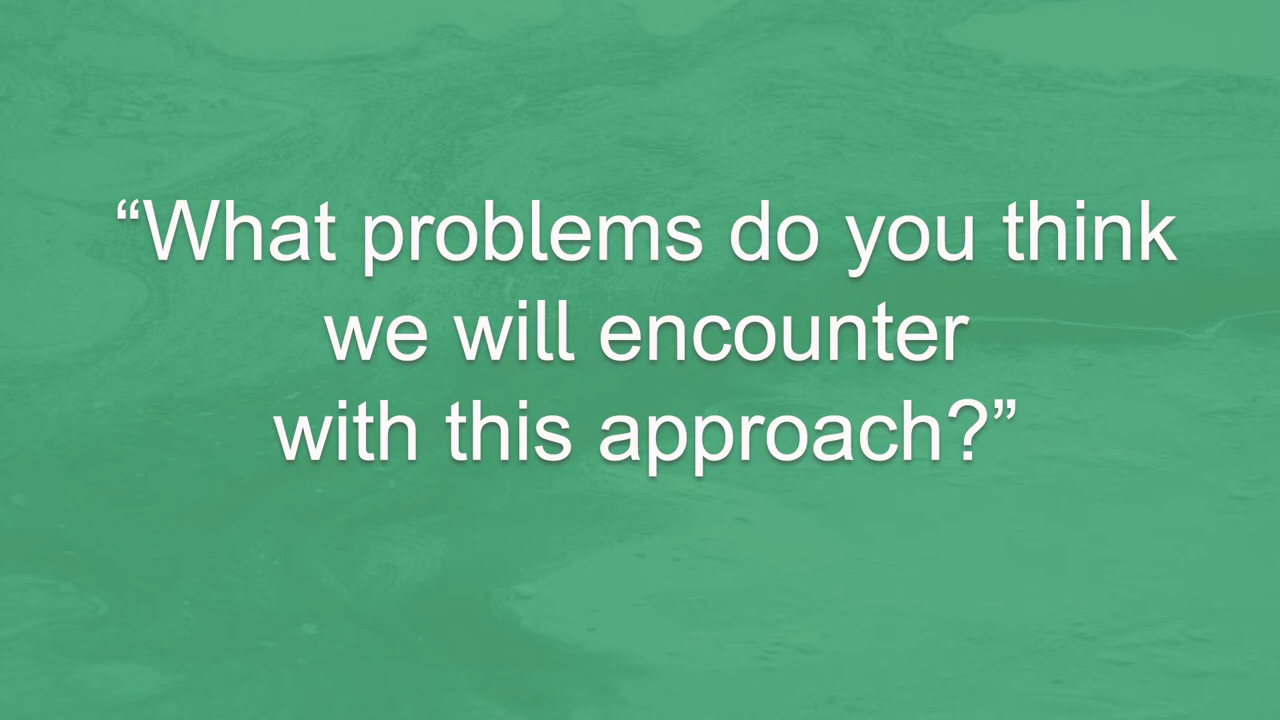 “What problems do you think
we will encounter
with this approach?”